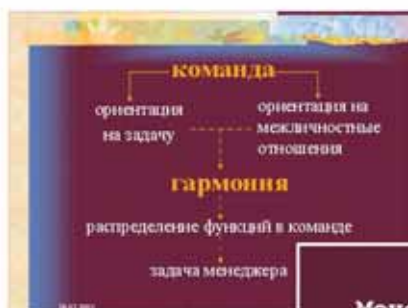 команда
ориентация
на задачу
ориентация на
межличностные
отношения
гармония
распределение функций в команде
задача менеджера